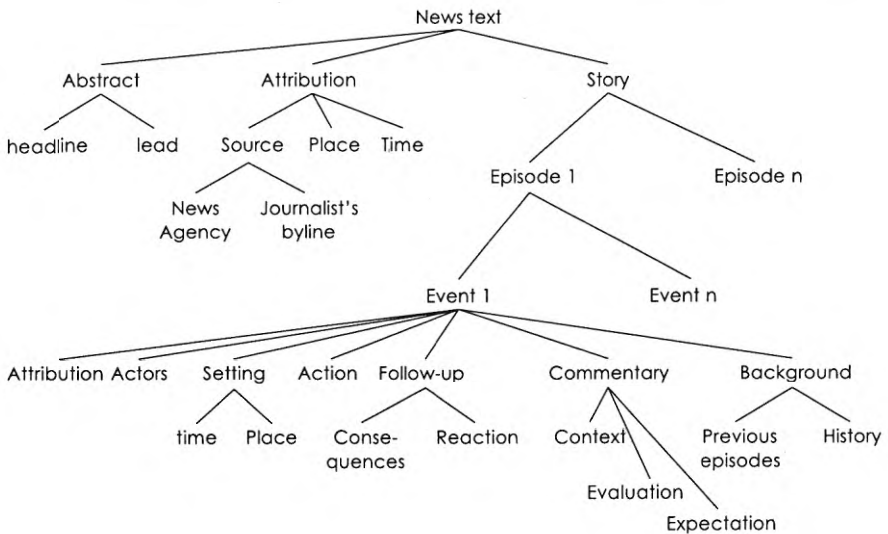 News text
Abstract Attribution Story
headline lead Source Place Time
Episode 1 Episode n
News Agency Journalist's byline
Event 1 Event n
Attribution Actors Setting Action Follow-up Commentary Background
time Place Conse-quences Reaction Context Previous episodes History
Evaluation
Expectation